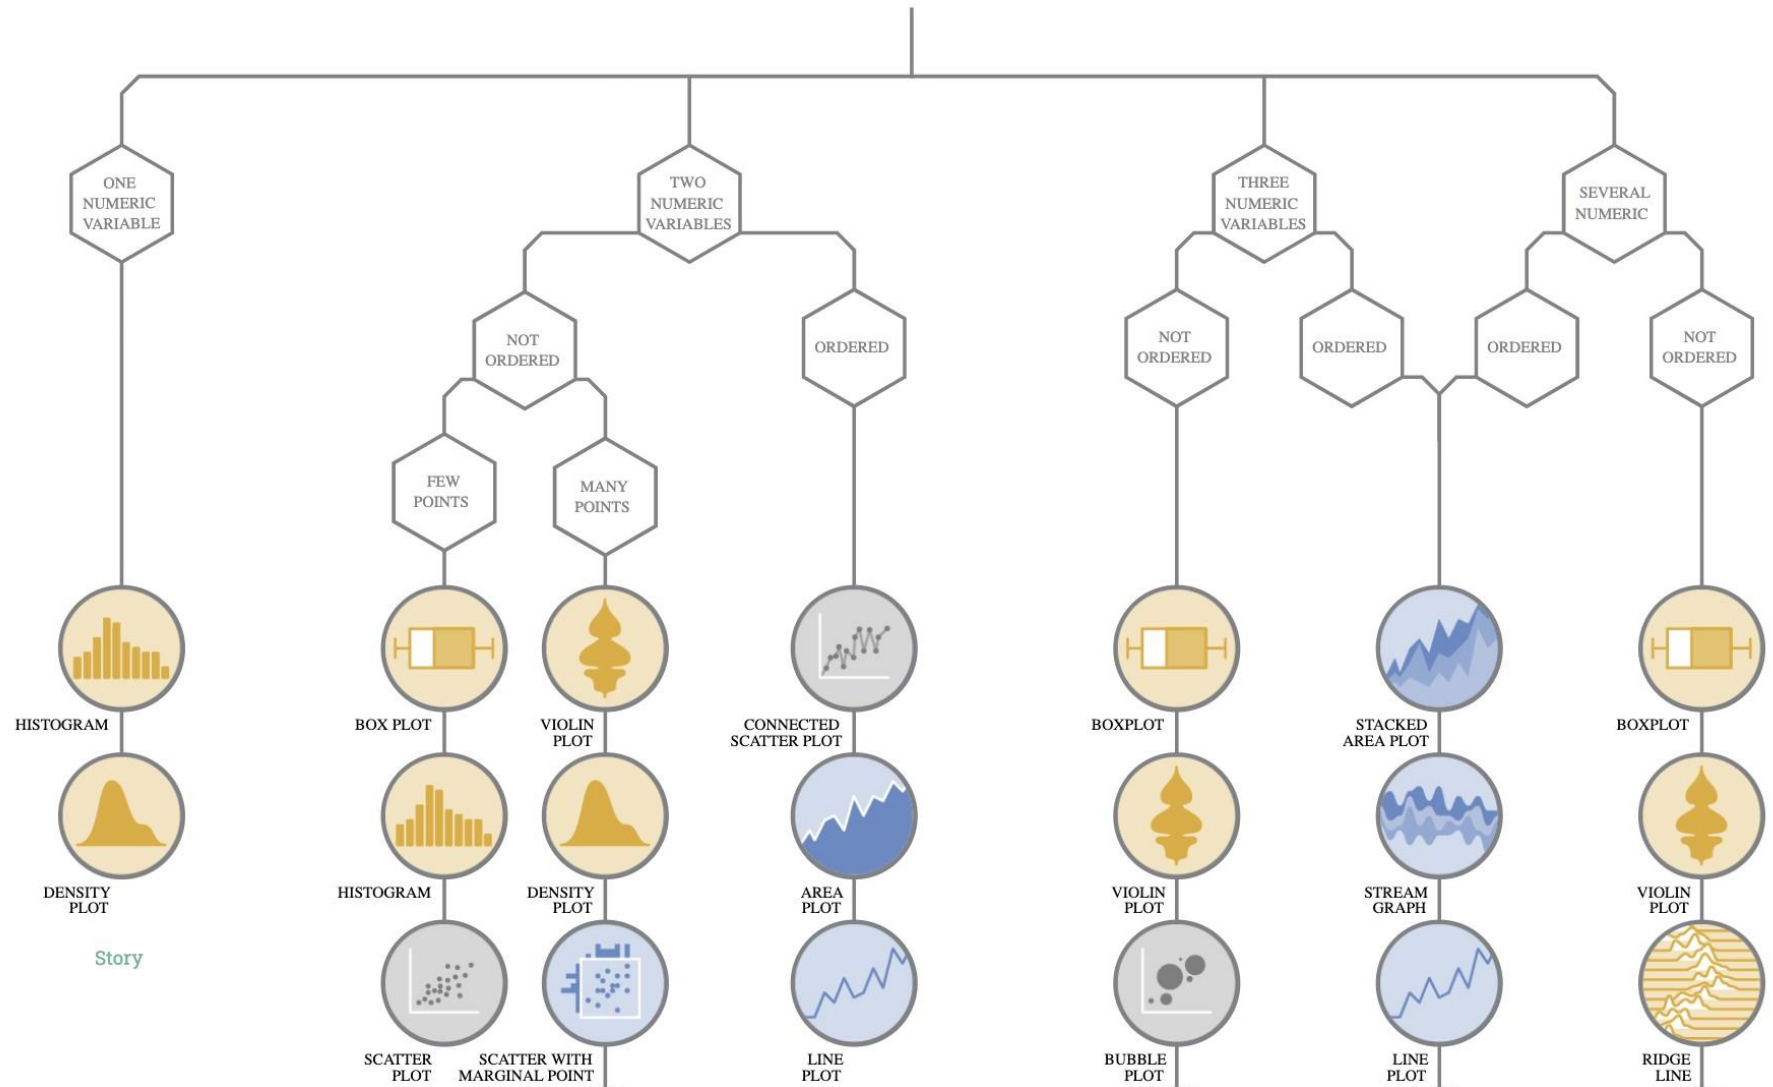 ONE
NUMERIC
VARIABLE
TWO
NUMERIC
VARIABLES
THREE
NUMERIC
VARIABLES
SEVERAL
NUMERIC
NOT
ORDERED
ORDERED
NOT
ORDERED
ORDERED
ORDERED
NOT
ORDERED
FEW
POINTS
MANY
POINTS
HISTOGRAM
BOX PLOT
VIOLIN
PLOT
CONNECTED
SCATTER PLOT
BOXPLOT
STACKED
AREA PLOT
BOXPLOT
DENSITY
PLOT
HISTOGRAM
DENSITY
PLOT
AREA
PLOT
VIOLIN
PLOT
STREAM
GRAPH
VIOLIN
PLOT
Story
SCATTER
PLOT
SCATTER WITH
MARGINAL POINT
LINE
PLOT
BUBBLE
PLOT
LINE
PLOT
RIDGE
LINE